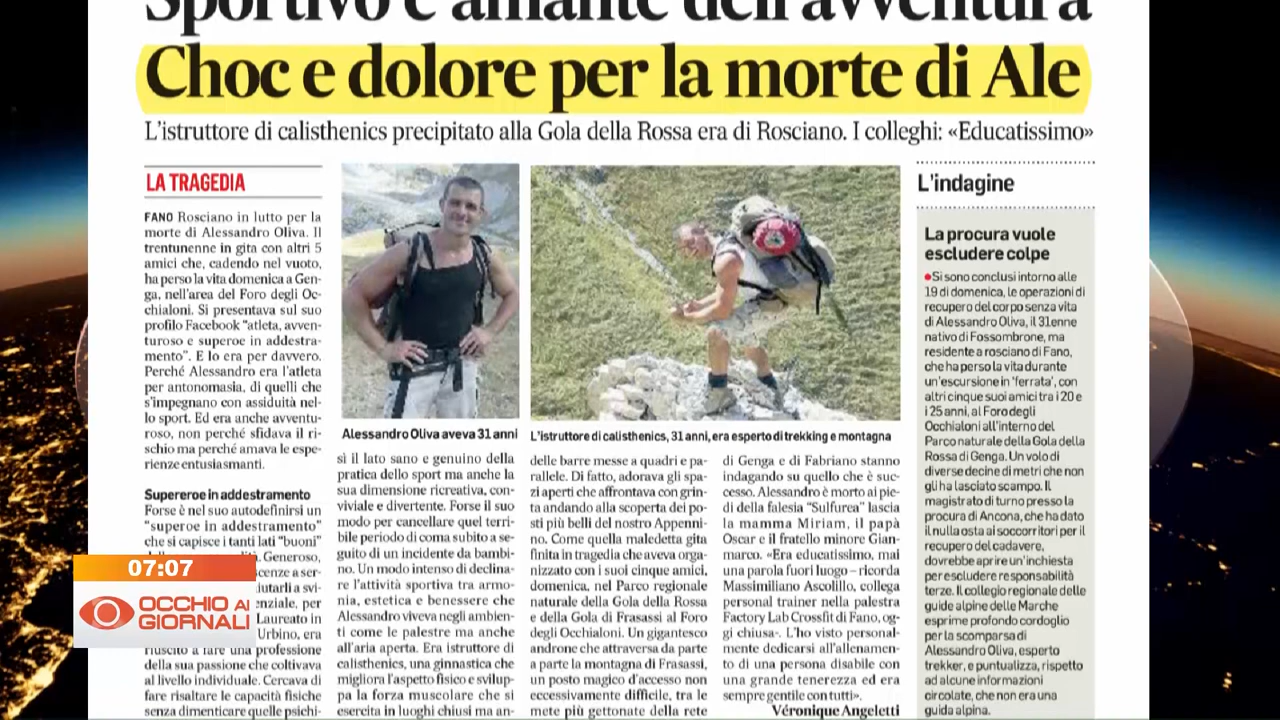 Sportivo e amante dell'avventura
Choc e dolore per la morte di Ale
L'istruttore di calisthenics precipitato alla Gola della Rossa era di Rosciano. I colleghi: «Educatissimo»
LA TRAGEDIA
FANO Rosciano in lutto per la
morte di Alessandro Oliva. Il
trentunenne in gita con altri 5
amici che, cadendo nel vuoto,
ha perso la vita domenica a Gen-
ga, nell'area del Foro degli Oc-
chialoni. Si presentava sul suo
profilo Facebook "atleta, avven-
turoso e superoe in addestra-
mento". E lo era per davvero.
Perché Alessandro era l'atleta
per antonomasia, di quelli che
s'impegnano con assiduità nel-
lo sport. Ed era anche avventu-
roso, non perché sfidava il ri-
schio ma perché amava le espe-
rienze entusiasmanti.
Supereroe in addestramento
Forse è nel suo autodefinirsi un
"superoe in addestramento"
che si capisce i tanti lati "buoni"
Generoso,
scenze a ser-
iutarli a svi-
enziale, per
Laureato in
Urbino, era
riuscito a fare una professione
della sua passione che coltivava
al livello individuale. Cercava di
fare risaltare le capacità fisiche
senza dimenticare quelle psichi-
Alessandro Oliva aveva 31 anni
sì il lato sano e genuino della
pratica dello sport ma anche la
sua dimensione ricreativa, con-
viviale e divertente. Forse il suo
modo per cancellare quel terri-
bile periodo di coma subito a se-
guito di un incidente da bambi-
no. Un modo intenso di declina-
re l'attività sportiva tra armo-
nia, estetica e benessere che
Alessandro viveva negli ambien-
ti come le palestre ma anche
all'aria aperta. Era istruttore di
calisthenics, una ginnastica che
migliora l'aspetto fisico e svilup-
pa la forza muscolare che si
esercita in luoghi chiusi ma an-
L'istruttore di calisthenics, 31 anni, era esperto di trekking e montagna
delle barre messe a quadri e pa-
rallele. Di fatto, adorava gli spa-
zi aperti che affrontava con grin-
ta andando alla scoperta dei po-
sti più belli del nostro Appenni-
no. Come quella maledetta gita
finita in tragedia che aveva orga-
nizzato con i suoi cinque amici,
domenica, nel Parco regionale
naturale della Gola della Rossa
e della Gola di Frasassi al Foro
degli Occhialoni. Un gigantesco
androne che attraversa da parte
a parte la montagna di Frasassi,
un posto magico d'accesso non
eccessivamente difficile, tra le
mete più gettonate della rete
di Genga e di Fabriano stanno
indagando su quello che è suc-
cesso. Alessandro è morto ai pie-
di della falesia "Sulfurea" lascia
la mamma Miriam, il papà
Oscar e il fratello minore Gian-
marco. «Era educatissimo, mai
una parola fuori luogo – ricorda
Massimiliano Ascolillo, collega
personal trainer nella palestra
Factory Lab Crossfit di Fano, og-
gi chiusa-. L'ho visto personal-
mente dedicarsi all'allenamen-
to di una persona disabile con
una grande tenerezza ed era
sempre gentile con tutti».
Véronique Angeletti
L'indagine
La procura vuole
escludere colpe
●Si sono conclusi intorno alle
19 di domenica, le operazioni di
recupero del corpo senza vita
di Alessandro Oliva, il 31enne
nativo di Fossombrone, ma
residente a rosciano di Fano,
che ha perso la vita durante
un'escursione in 'ferrata', con
altri cinque suoi amici tra i 20 e
i 25 anni, al Foro degli
Occhialoni all'interno del
Parco naturale della Gola della
Rossa di Genga. Un volo di
diverse decine di metri che non
gli ha lasciato scampo. Il
magistrato di turno presso la
procura di Ancona, che ha dato
il nulla osta ai soccorritori per il
recupero del cadavere,
dovrebbe aprire un'inchiesta
per escludere responsabilità
terze. Il collegio regionale delle
guide alpine delle Marche
esprime profondo cordoglio
per la scomparsa di
Alessandro Oliva, esperto
trekker, e puntualizza, rispetto
ad alcune informazioni
circolate, che non era una
guida alpina.
07:07
OCCHIO AI
GIORNALI